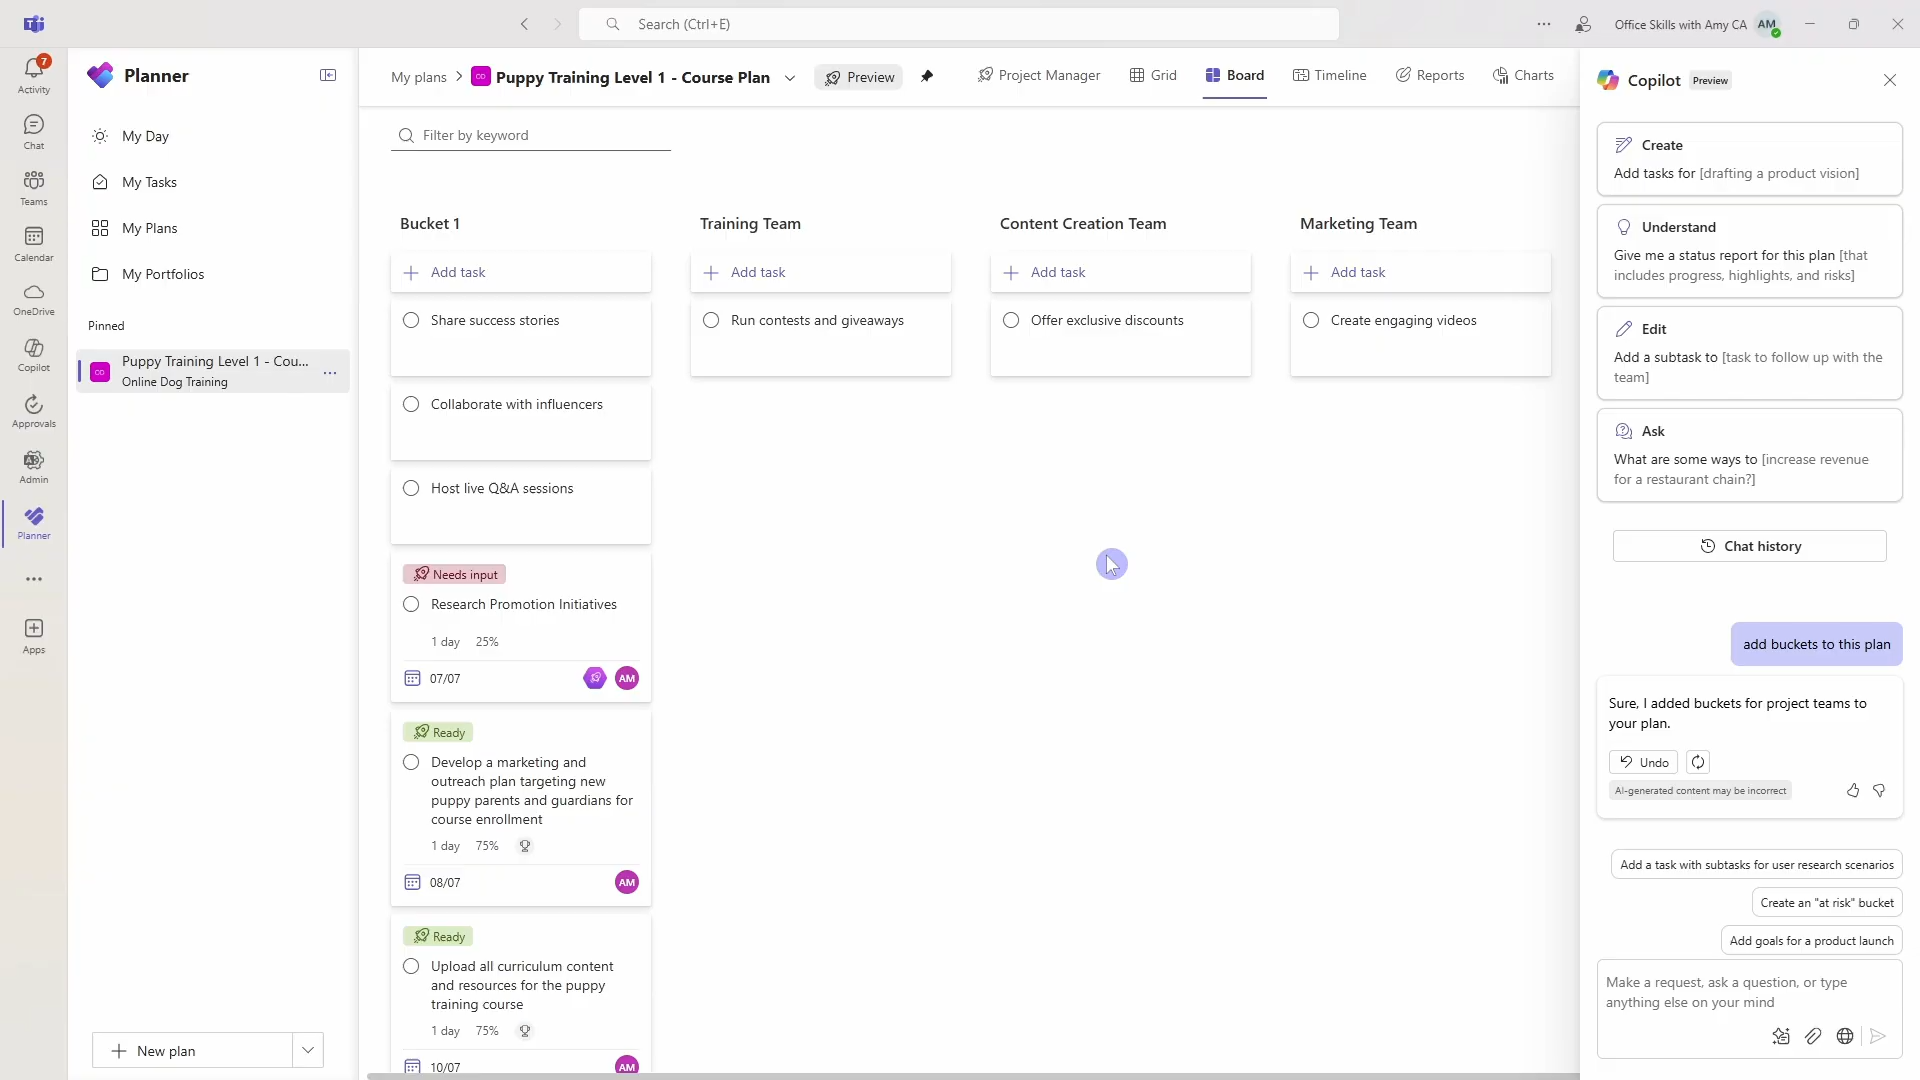 Search (Ctrl+E)
Office Skills with Amy CA
AM
7
Activity
Chat
Teams
Calendar
OneDrive
Copilot
Approvals
Admin
Planner
Apps
Planner
My Day
My Tasks
My Plans
My Portfolios
Pinned
CD
Puppy Training Level 1 - Cou...
Online Dog Training
New plan
My plans
CD
Puppy Training Level 1 - Course Plan
Preview
Project Manager
Grid
Board
Timeline
Reports
Charts
Filter by keyword
Bucket 1
Add task
Share success stories
Collaborate with influencers
Host live Q&A sessions
Needs input
Research Promotion Initiatives
1 day 25%
07/07
AM
Ready
Develop a marketing and
outreach plan targeting new
puppy parents and guardians for
course enrollment
1 day 75%
08/07
AM
Ready
Upload all curriculum content
and resources for the puppy
training course
1 day 75%
10/07
AM
Training Team
Add task
Run contests and giveaways
Content Creation Team
Add task
Offer exclusive discounts
Marketing Team
Add task
Create engaging videos
Copilot Preview
Create
Add tasks for [drafting a product vision]
Understand
Give me a status report for this plan [that
includes progress, highlights, and risks]
Edit
Add a subtask to [task to follow up with the
team]
Ask
What are some ways to [increase revenue
for a restaurant chain?]
Chat history
add buckets to this plan
Sure, I added buckets for project teams to
your plan.
Undo
AI-generated content may be incorrect
Add a task with subtasks for user research scenarios
Create an "at risk" bucket
Add goals for a product launch
Make a request, ask a question, or type
anything else on your mind